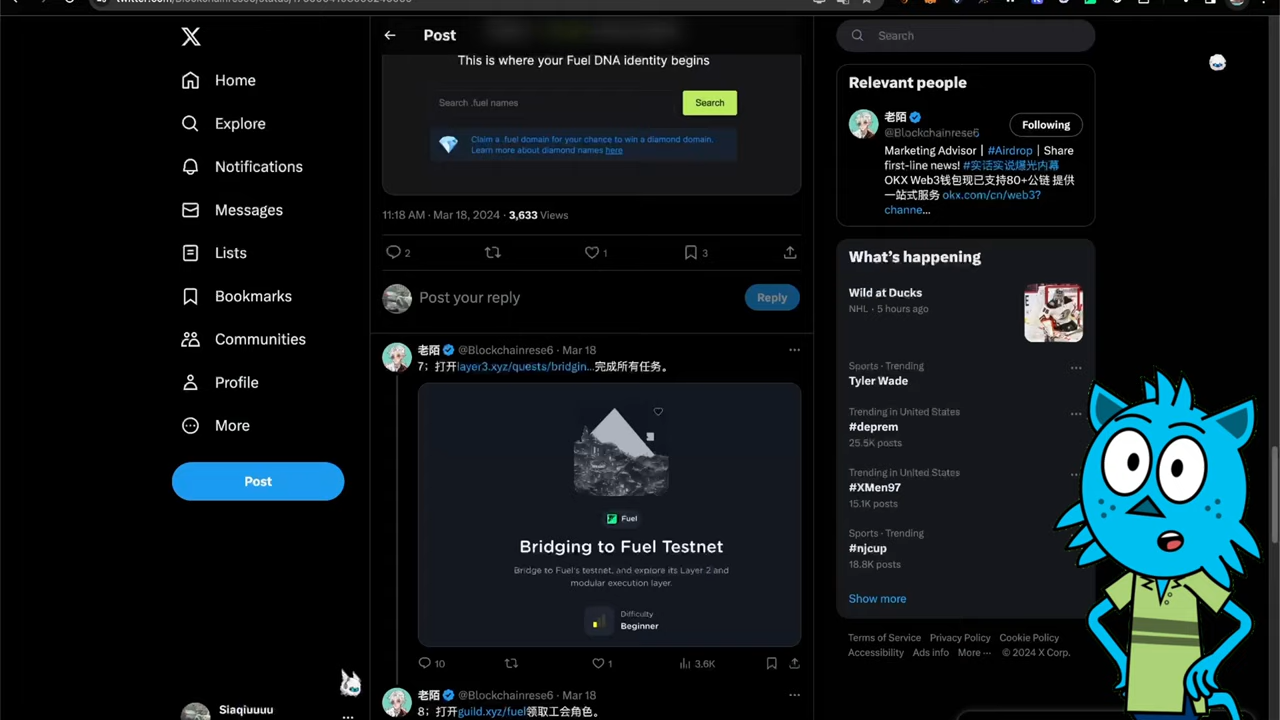 Home
Explore
Notifications
Messages
Lists
Bookmarks
Communities
Profile
More
Post
Siaqiuuuu
Post
This is where your Fuel DNA identity begins
Search .fuel names
Search
Claim a .fuel domain for your chance to win a diamond domain.
Learn more about diamond names here
11:18 AM · Mar 18, 2024 · 3,633 Views
2
1
3
Post your reply
Reply
老陌 @Blockchainrese6 · Mar 18
7；打开layer3.xyz/quests/bridgin...完成所有任务。
Fuel
Bridging to Fuel Testnet
Bridge to Fuel's testnet, and explore its Layer 2 and
modular execution layer.
Difficulty
Beginner
10
1
3.6K
老陌 @Blockchainrese6 · Mar 18
8；打开guild.xyz/fuel领取工会角色。
Search
Relevant people
老陌
@Blockchainrese6
Following
Marketing Advisor｜#Airdrop｜Share
first-line news! #实话实说爆光内幕
OKX Web3钱包现已支持80+公链 提供
一站式服务 okx.com/cn/web3?
channe...
What's happening
Wild at Ducks
NHL · 5 hours ago
Sports · Trending
Tyler Wade
Trending in United States
#deprem
25.5K posts
Trending in United States
#XMen97
15.1K posts
Sports · Trending
#njcup
18.8K posts
Show more
Terms of Service Privacy Policy Cookie Policy
Accessibility Ads info More ··· © 2024 X Corp.